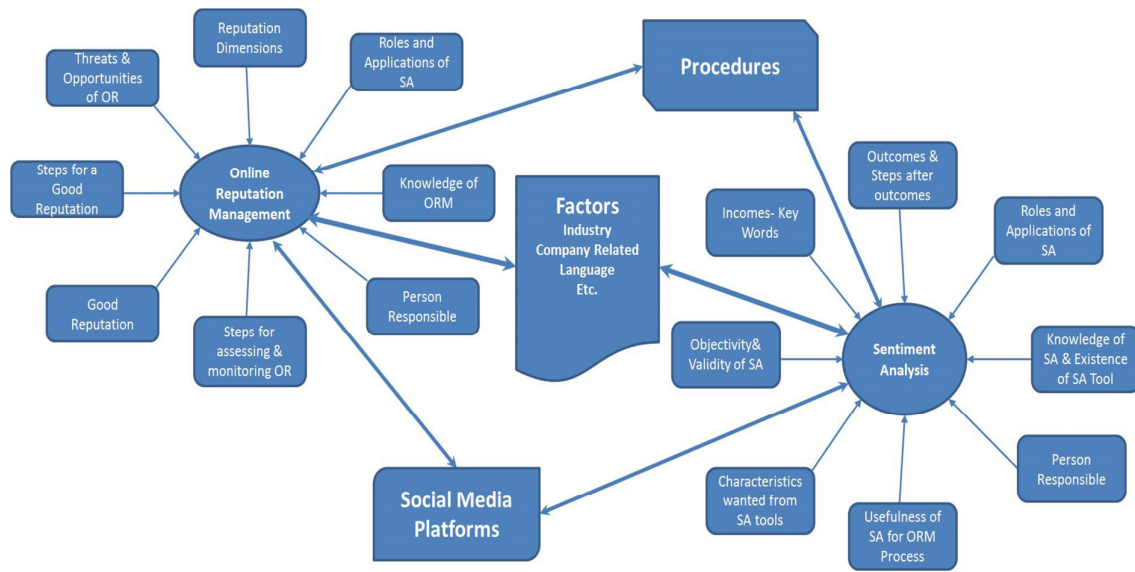 Reputation
Dimensions
Threats &
Opportunities
of OR
Roles and
Applications of
SA
Procedures
Online
Reputation
Management
Steps for a
Good
Reputation
Knowledge of
ORM
Good
Reputation
Steps for
assessing &
monitoring OR
Person
Responsible
Factors
Industry
Company Related
Language
Etc.
Incomes- Key
Words
Outcomes &
Steps after
outcomes
Roles and
Applications of
SA
Objectivity&
Validity of SA
Sentiment
Analysis
Knowledge of
SA & Existence
of SA Tool
Social Media
Platforms
Characteristics
wanted from
SA tools
Usefulness of
SA for ORM
Process
Person
Responsible